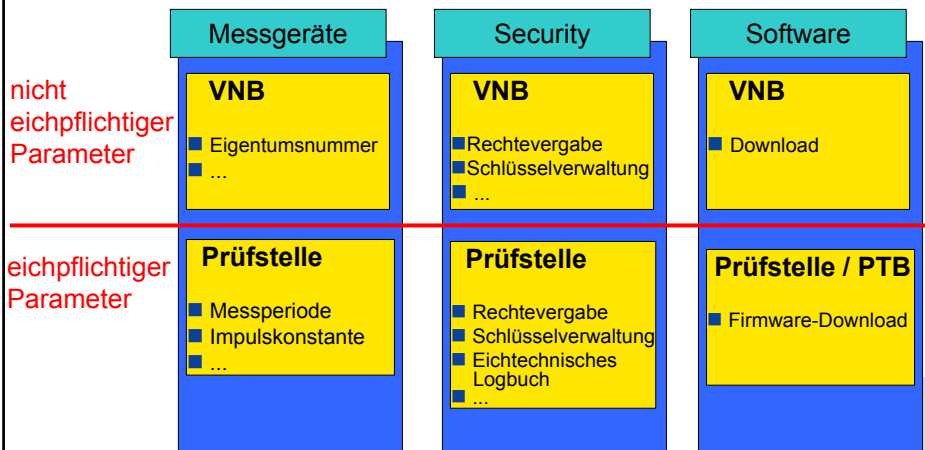 Messgeräte
Security
Software
nicht
eichpflichtiger
Parameter
VNB
Eigentumsnummer
...
VNB
Rechtevergabe
Schlüsselverwaltung
...
VNB
Download
eichpflichtiger
Parameter
Prüfstelle
Messperiode
Impulskonstante
...
Prüfstelle
Rechtevergabe
Schlüsselverwaltung
Eichtechnisches
Logbuch
...
Prüfstelle / PTB
Firmware-Download